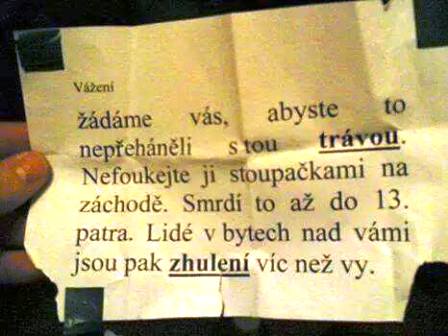 Vážení
žádáme vás, abyste to
nepřeháněli s tou trávou.
Nefoukejte ji stoupačkami na
záchodě. Smrdí to až do 13.
patra. Lidé v bytech nad vámi
jsou pak zhulení víc než vy.